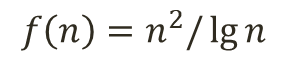 f(n) = n²/lg n